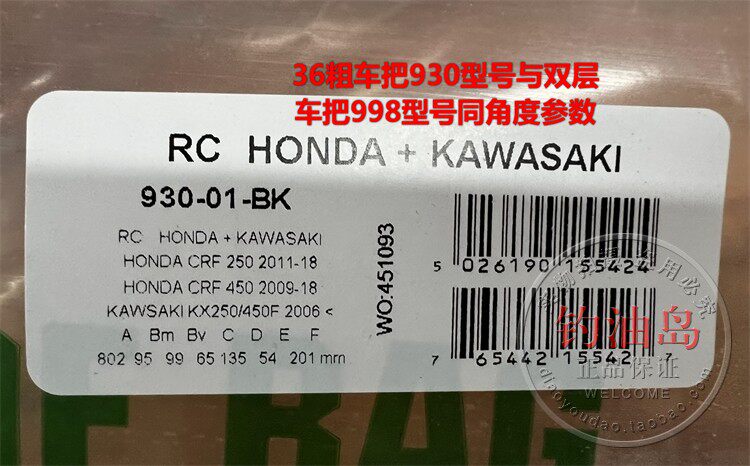 36粗车把930型号与双层
车把998型号同角度参数
RC HONDA + KAWASAKI
930-01-BK
RC HONDA + KAWASAKI
HONDA CRF 250 2011-18
HONDA CRF 450 2009-18
KAWSAKI KX250/450F 2006 <
A Bm Bv C D E F
802 95 99 65 135 54 201 mm
WO:451093
5 026190 155424
7 65442 15542 7
钓油岛
正品保证
WELCOME
diaoyoudao.taobao.com
BAG